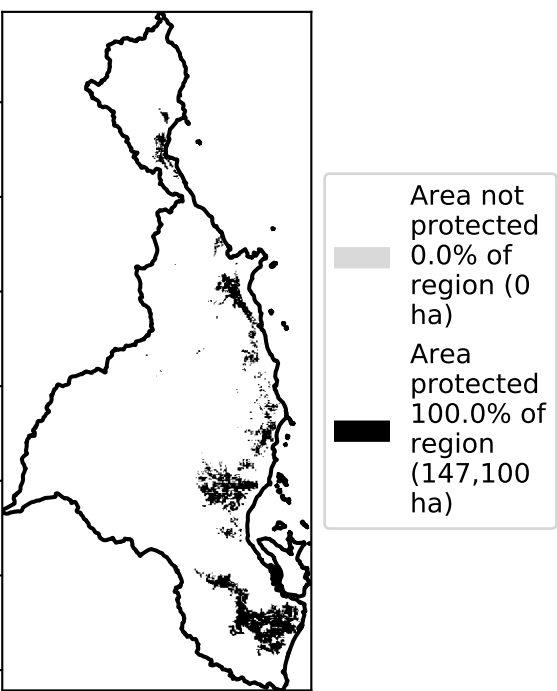 Area not
protected
0.0% of
region (0
ha)
Area
protected
100.0% of
region
(147,100
ha)